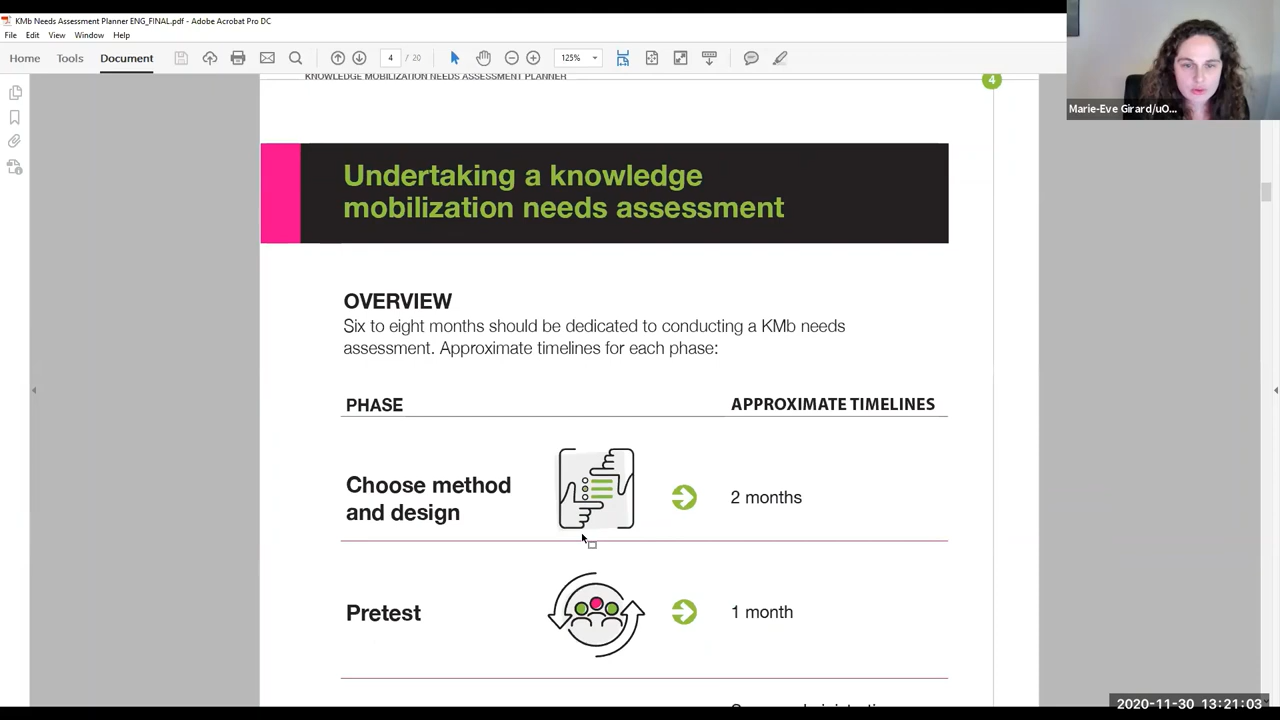 KMb Needs Assessment Planner ENG_FINAL.pdf - Adobe Acrobat Pro DC
File Edit View Window Help
Home Tools Document 4 / 20 125%
Marie-Eve Girard/uO...
KNOWLEDGE MOBILIZATION NEEDS ASSESSMENT PLANNER
4
Undertaking a knowledge
mobilization needs assessment
OVERVIEW
Six to eight months should be dedicated to conducting a KMb needs
assessment. Approximate timelines for each phase:
PHASE APPROXIMATE TIMELINES
Choose method
and design
2 months
Pretest 1 month
2020-11-30 13:21:03